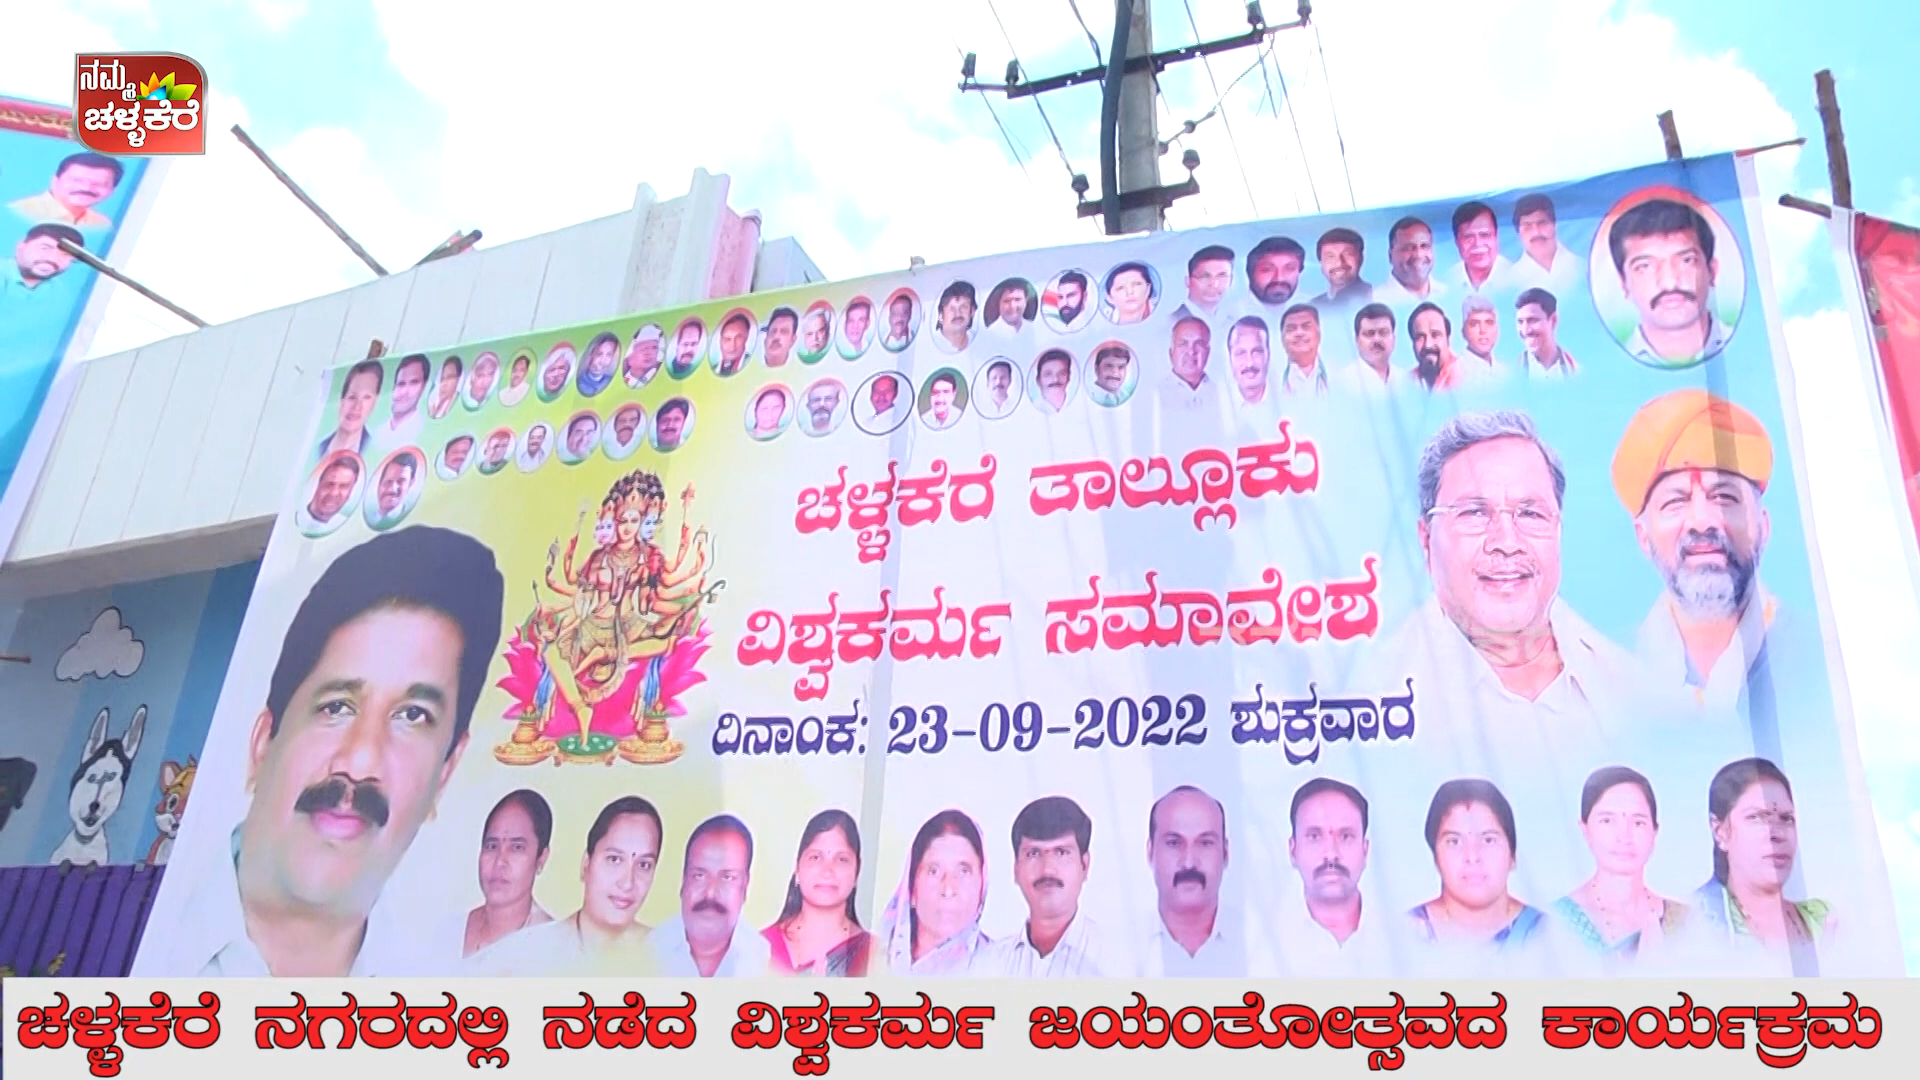 ನಮ್ಮ
ಚಳ್ಳಕೆರೆ
ಚಳ್ಳಕೆರೆ ತಾಲ್ಲೂಕು
ವಿಶ್ವಕರ್ಮ ಸಮಾವೇಶ
ದಿನಾಂಕ: 23-09-2022 ಶುಕ್ರವಾರ
ಚಳ್ಳಕೆರೆ ನಗರದಲ್ಲಿ ನಡೆದ ವಿಶ್ವಕರ್ಮ ಜಯಂತೋತ್ಸವದ ಕಾರ್ಯಕ್ರಮ